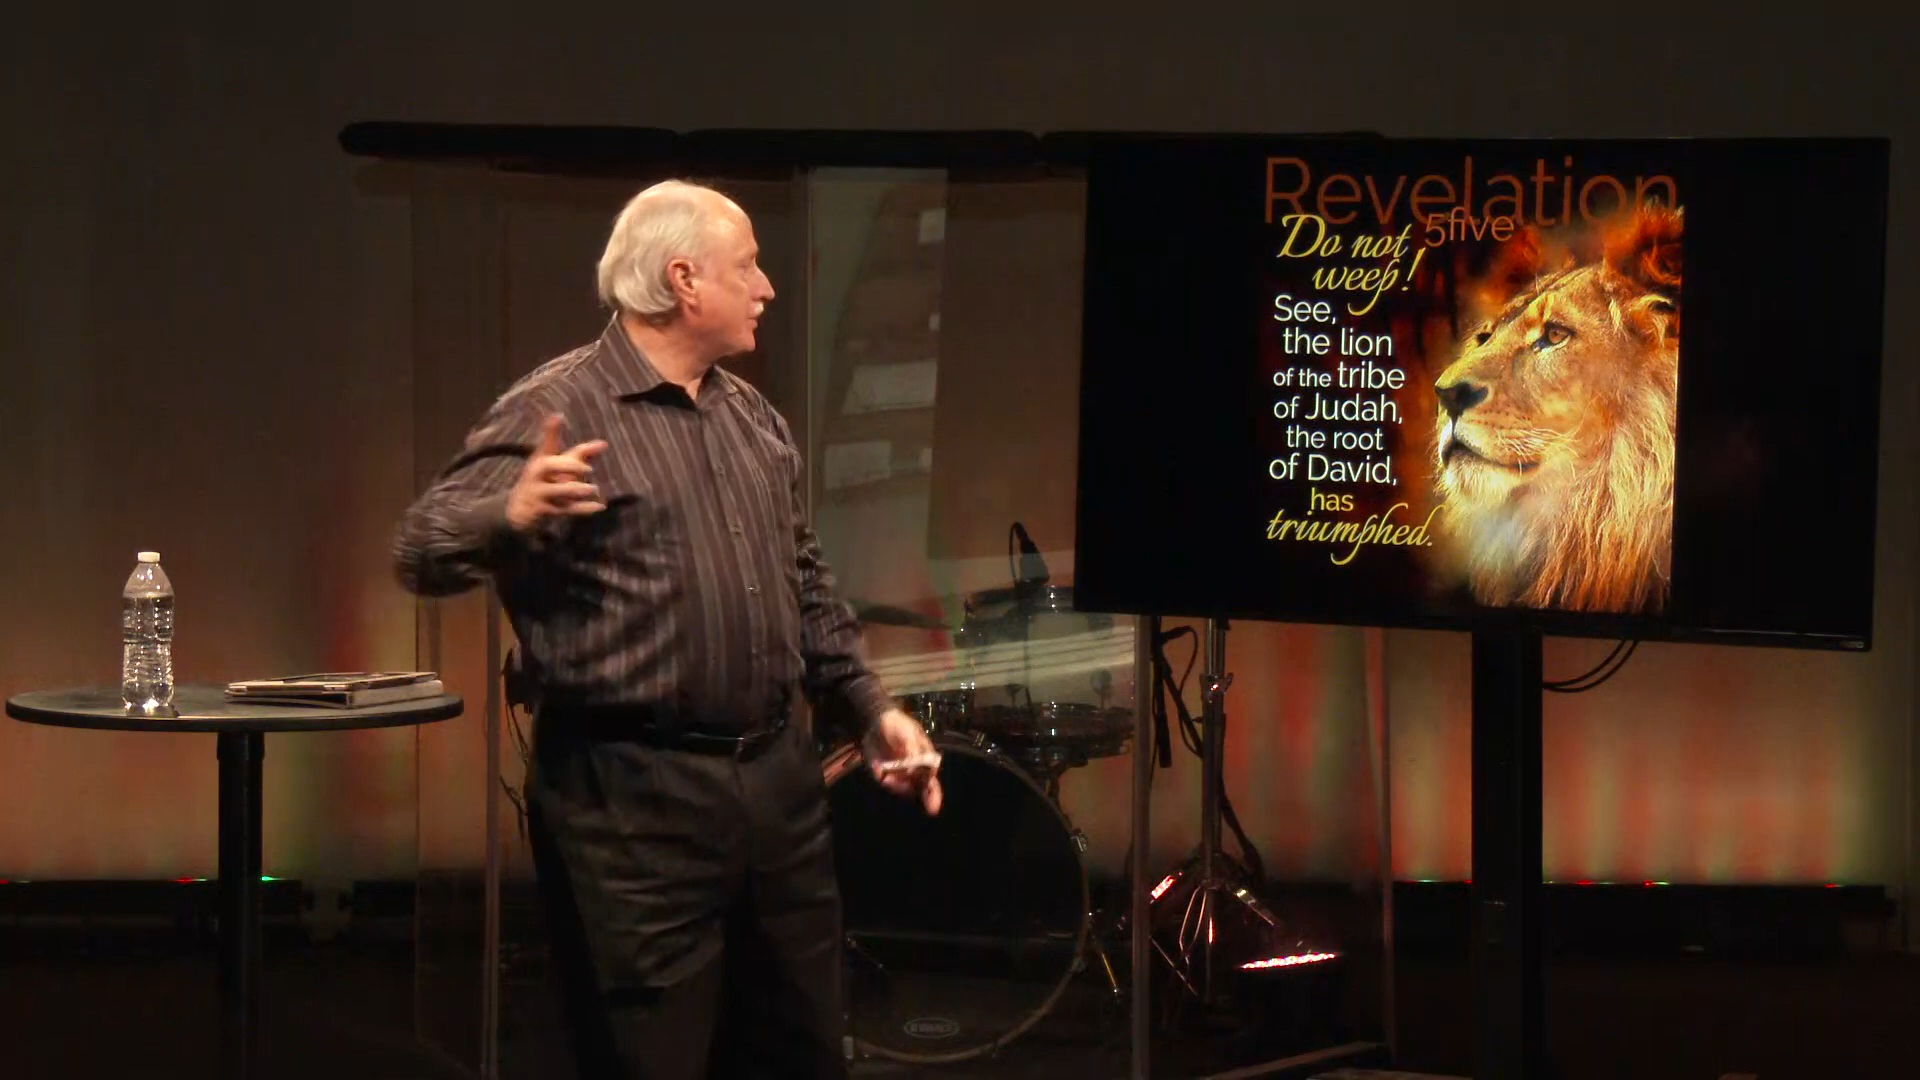 Revelation
5five
Do not
weep!
See,
the lion
of the tribe
of Judah,
the root
of David,
has
triumphed.